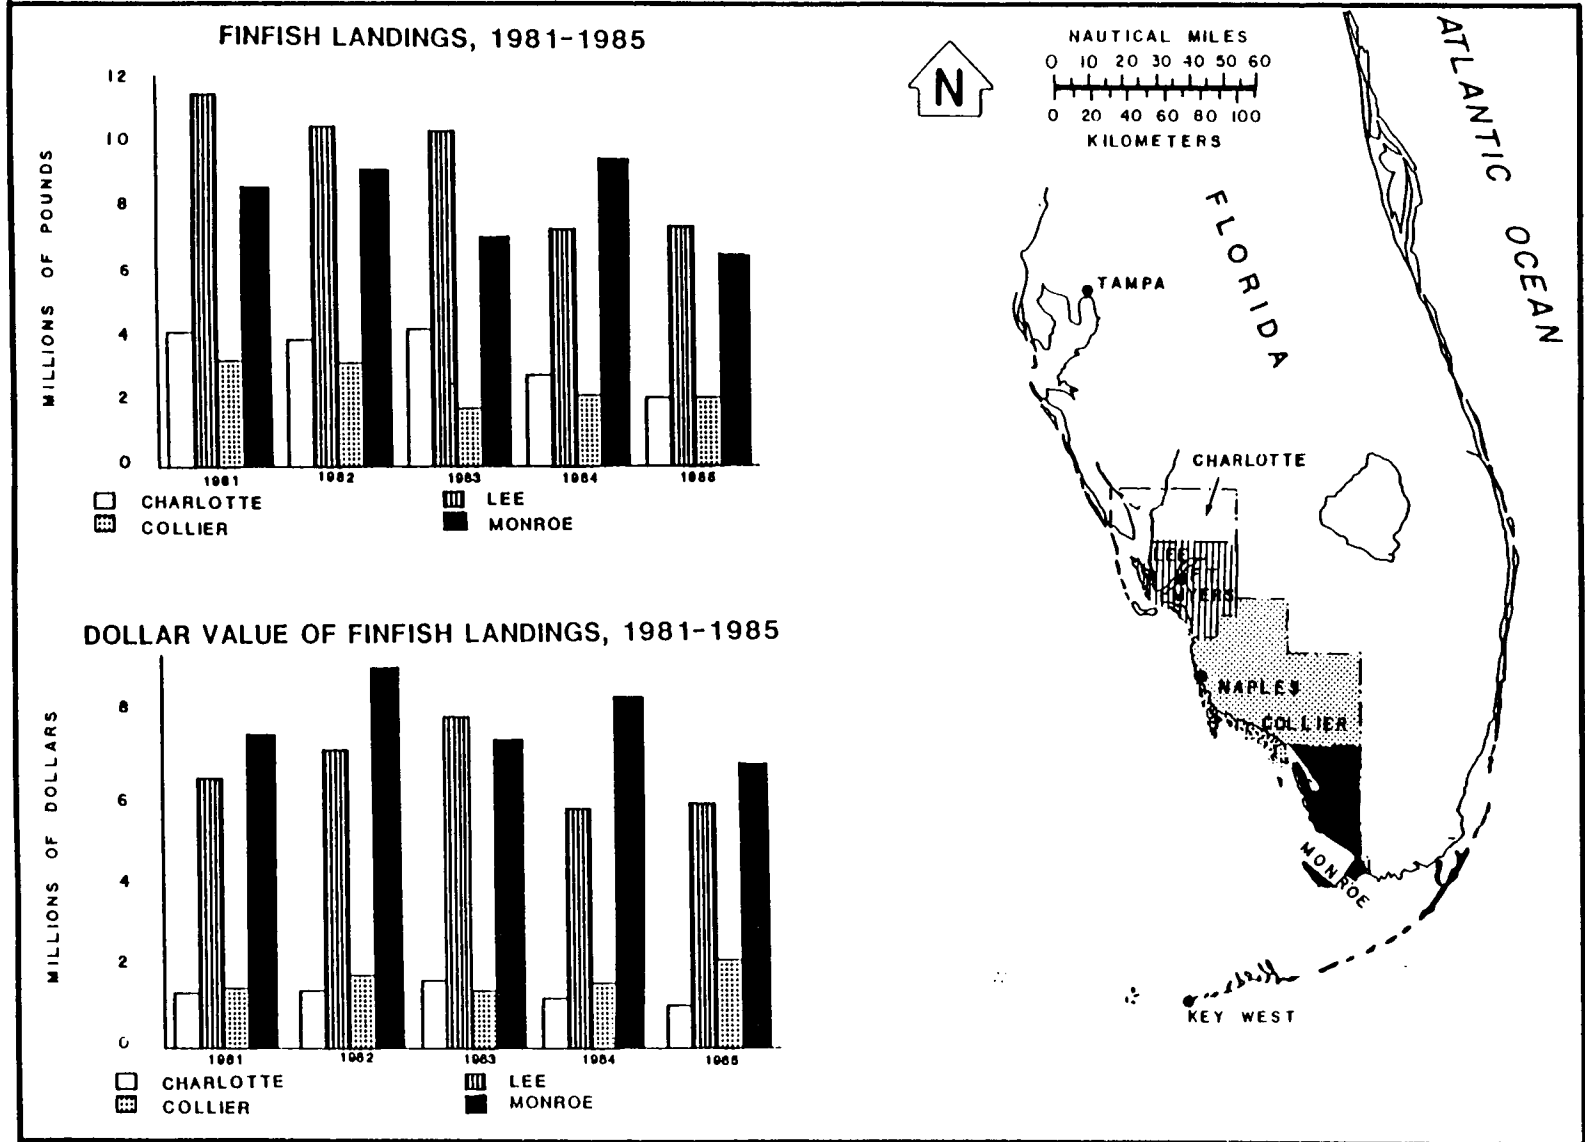 FINFISH LANDINGS, 1981-1985
MILLIONS OF POUNDS
12
10
8
6
4
2
0
1981 1982 1983 1984 1985
CHARLOTTE
COLLIER
LEE
MONROE
DOLLAR VALUE OF FINFISH LANDINGS, 1981-1985
MILLIONS OF DOLLARS
8
6
4
2
0
1981 1982 1983 1984 1985
CHARLOTTE
COLLIER
LEE
MONROE
N
NAUTICAL MILES
0 10 20 30 40 50 60
0 20 40 60 80 100
KILOMETERS
ATLANTIC OCEAN
FLORIDA
TAMPA
CHARLOTTE
LEE
FT
MYERS
NAPLES
COLLIER
MONROE
KEY WEST